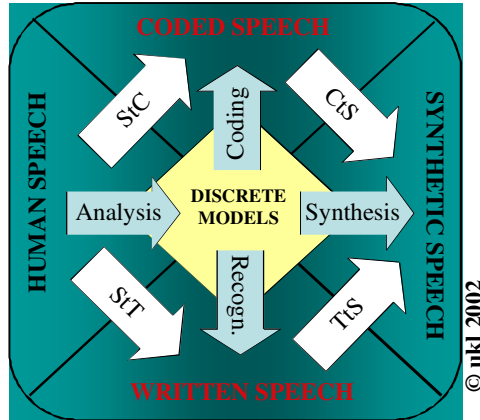 CODED SPEECH
StC
CtS
Coding
HUMAN SPEECH
Analysis
DISCRETE
MODELS
Synthesis
SYNTHETIC SPEECH
StT
Recogn.
TtS
WRITTEN SPEECH
© ukl 2002